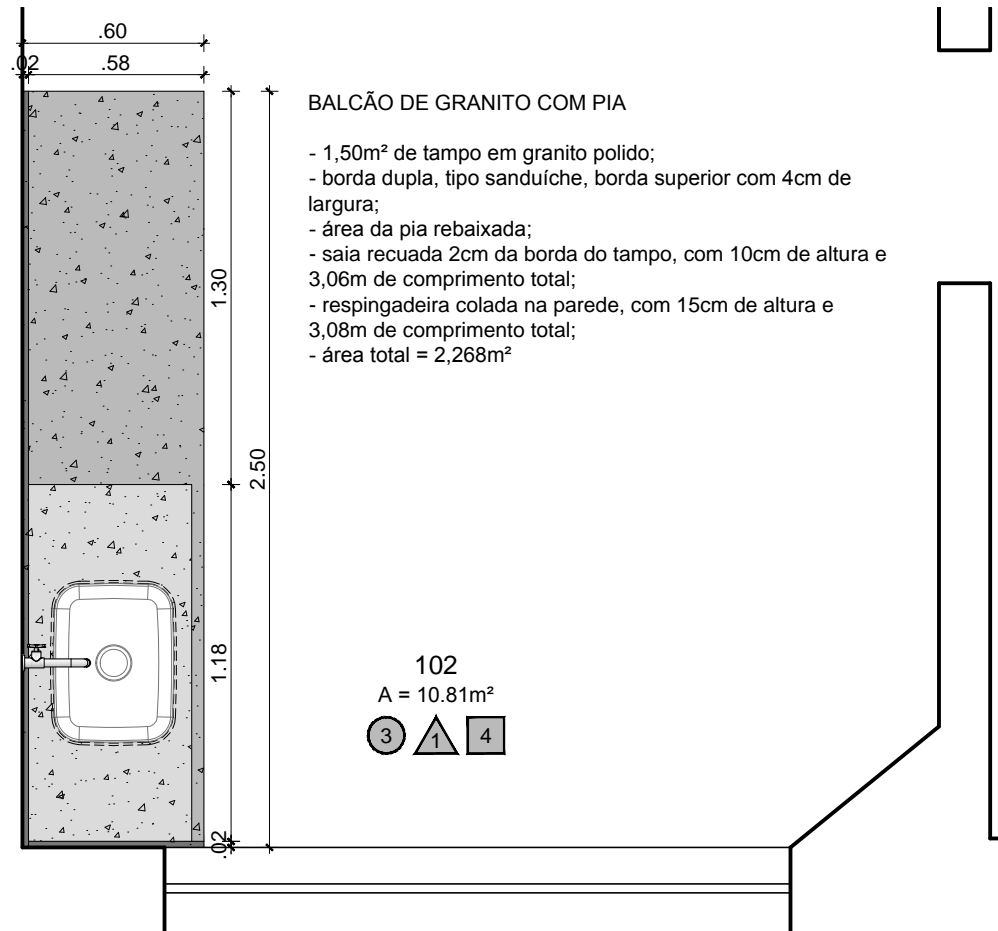 .60
.02
.58
BALCÃO DE GRANITO COM PIA
- 1,50m² de tampo em granito polido;
- borda dupla, tipo sanduíche, borda superior com 4cm de
largura;
- área da pia rebaixada;
- saia recuada 2cm da borda do tampo, com 10cm de altura e
3,06m de comprimento total;
- respingadeira colada na parede, com 15cm de altura e
3,08m de comprimento total;
- área total = 2,268m²
1.30
2.50
1.18
.02
102
A = 10.81m²
3
1
4